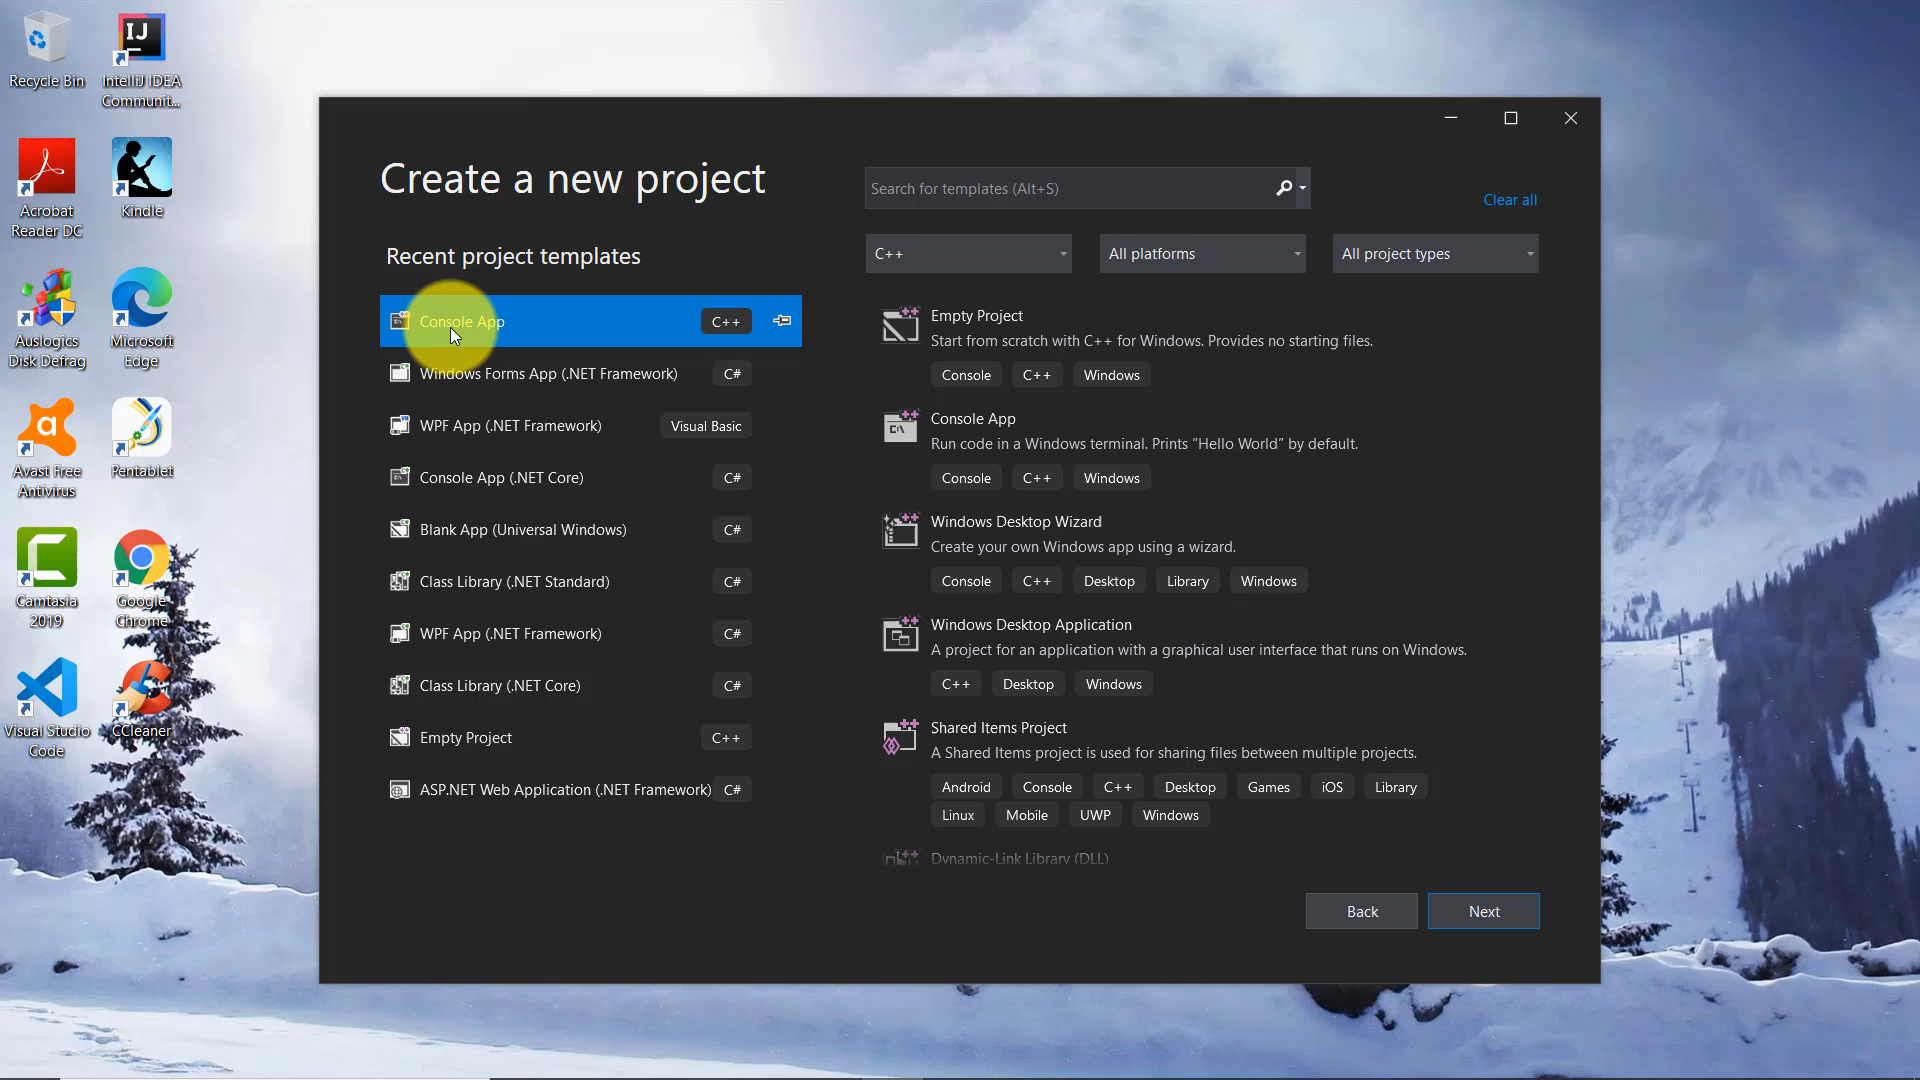 Recycle Bin
IntelliJ IDEA
Communit...
Acrobat
Reader DC
Kindle
Auslogics
Disk Defrag
Microsoft
Edge
Avast Free
Antivirus
Pentablet
Camtasia
2019
Google
Chrome
Visual Studio
Code
CCleaner
Create a new project
Search for templates (Alt+S)
Clear all
C++
All platforms
All project types
Recent project templates
Console App
C++
Windows Forms App (.NET Framework)
C#
WPF App (.NET Framework)
Visual Basic
Console App (.NET Core)
C#
Blank App (Universal Windows)
C#
Class Library (.NET Standard)
C#
WPF App (.NET Framework)
C#
Class Library (.NET Core)
C#
Empty Project
C++
ASP.NET Web Application (.NET Framework)
C#
Empty Project
Start from scratch with C++ for Windows. Provides no starting files.
Console C++ Windows
Console App
Run code in a Windows terminal. Prints “Hello World” by default.
Console C++ Windows
Windows Desktop Wizard
Create your own Windows app using a wizard.
Console C++ Desktop Library Windows
Windows Desktop Application
A project for an application with a graphical user interface that runs on Windows.
C++ Desktop Windows
Shared Items Project
A Shared Items project is used for sharing files between multiple projects.
Android Console C++ Desktop Games iOS Library
Linux Mobile UWP Windows
Dynamic-Link Library (DLL)
Back
Next